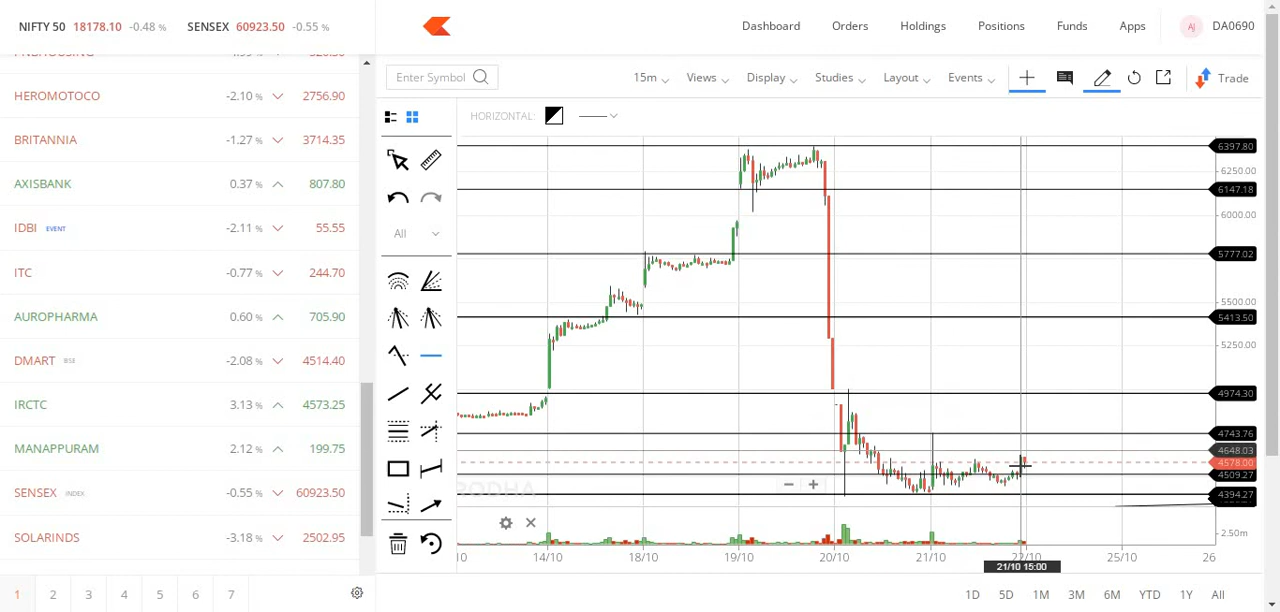 NIFTY 50 18178.10 -0.48 % SENSEX 60923.50 -0.55 %
Dashboard Orders Holdings Positions Funds Apps AJ DA0690
HEROMOTOCO -2.10 % 2756.90
BRITANNIA -1.27 % 3714.35
AXISBANK 0.37 % 807.80
IDBI EVENT -2.11 % 55.55
ITC -0.77 % 244.70
AUROPHARMA 0.60 % 705.90
DMART BSE -2.08 % 4514.40
IRCTC 3.13 % 4573.25
MANAPPURAM 2.12 % 199.75
SENSEX INDEX -0.55 % 60923.50
SOLARINDS -3.18 % 2502.95
1 2 3 4 5 6 7
Enter Symbol 15m Views Display Studies Layout Events Trade
HORIZONTAL:
All
6397.80
6250.00
6147.18
6000.00
5777.02
5500.00
5413.50
5250.00
4974.30
4743.76
4648.03
4578.00
4509.27
4394.27
2.50m
14/10 18/10 19/10 20/10 21/10 22/10 25/10 26
21/10 15:00
1D 5D 1M 3M 6M YTD 1Y All